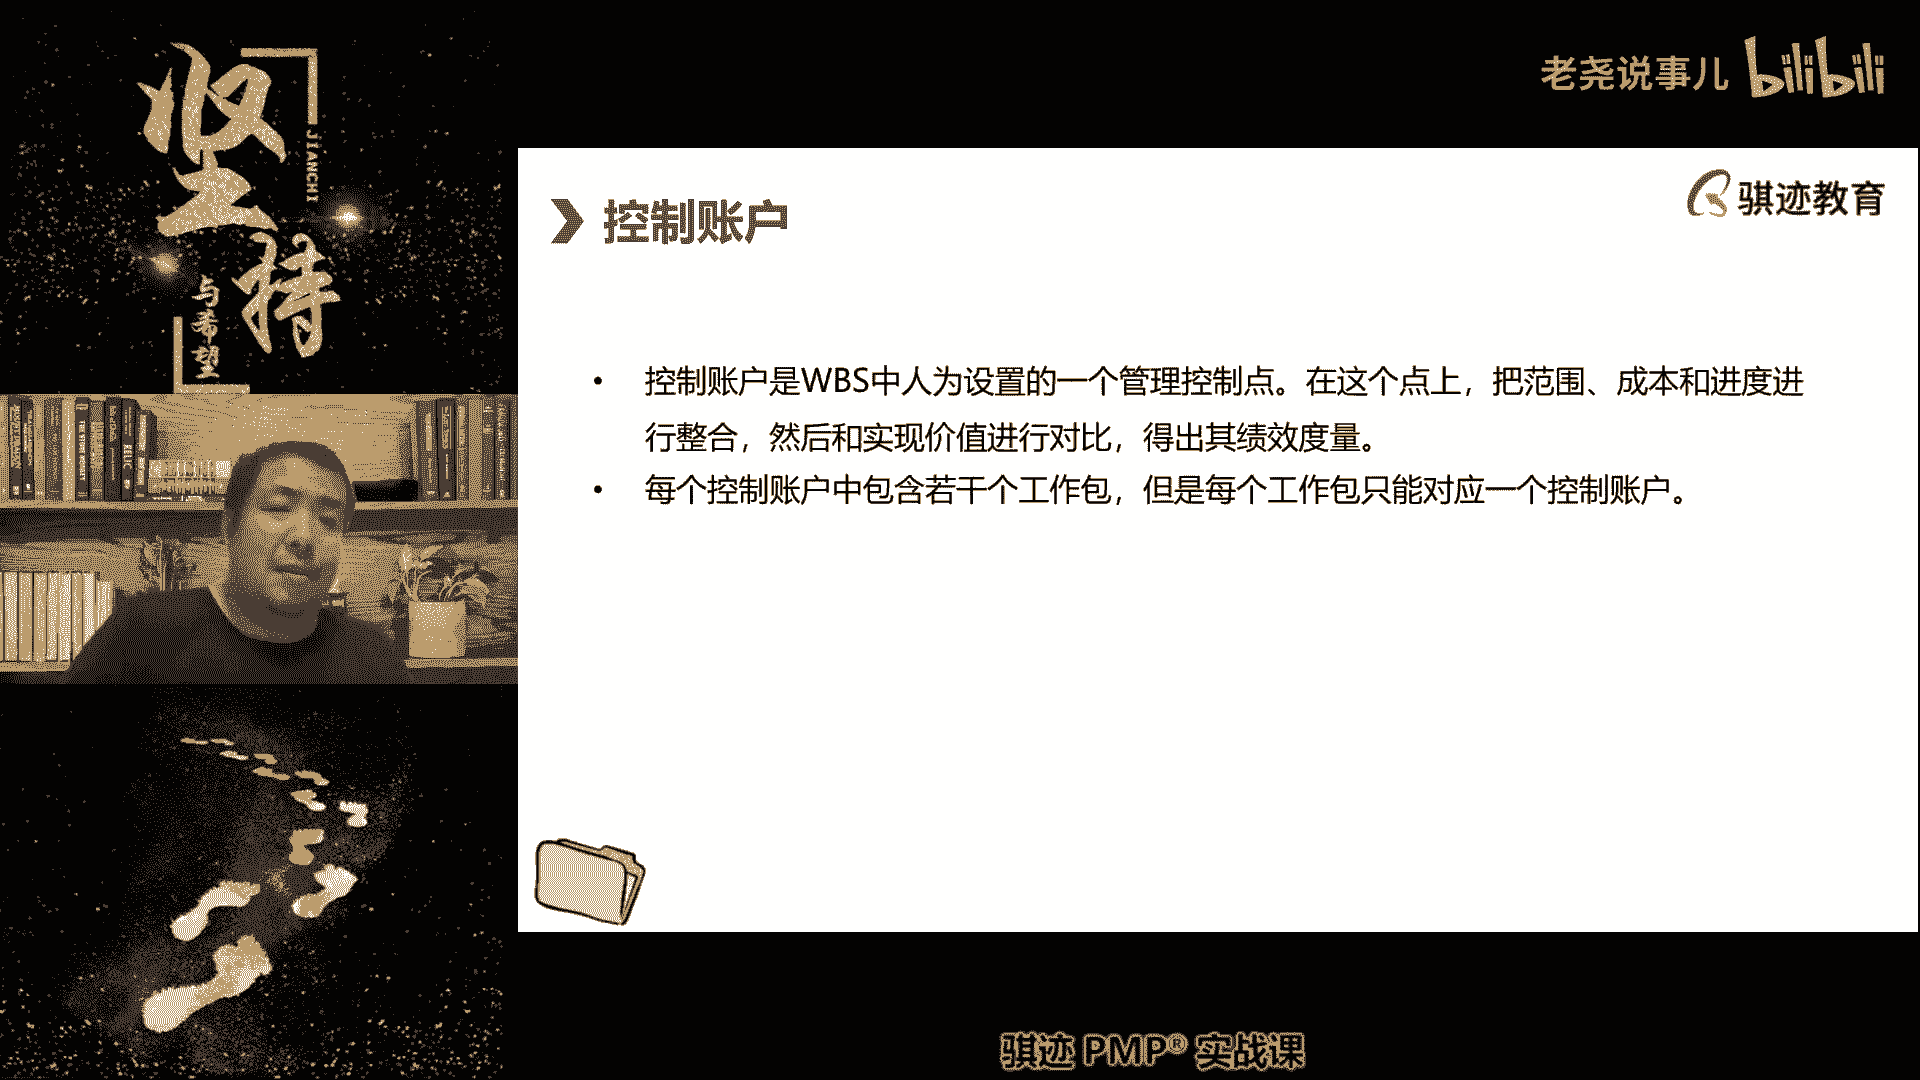 坚持
JIANCHI
与希望
老尧说事儿 bilibili
骐迹教育
控制账户
• 控制账户是WBS中人为设置的一个管理控制点。在这个点上，把范围、成本和进度进
行整合，然后和实现价值进行对比，得出其绩效度量。
• 每个控制账户中包含若干个工作包，但是每个工作包只能对应一个控制账户。
骐迹 PMP® 实战课